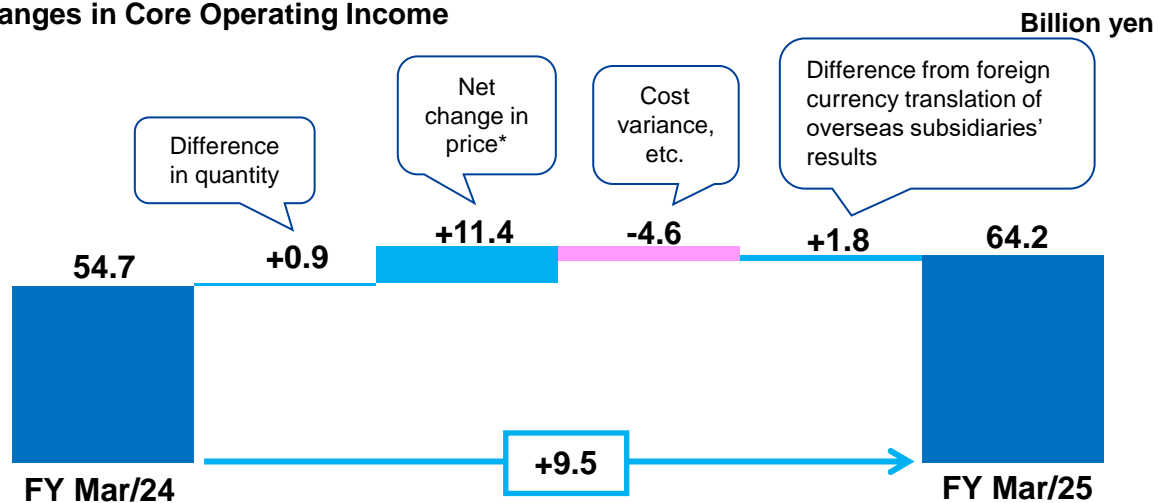 anges in Core Operating Income
Billion yen
Difference
in quantity
Net
change in
price*
Cost
variance,
etc.
Difference from foreign
currency translation of
overseas subsidiaries'
results
54.7
+0.9
+11.4
-4.6
+1.8
64.2
+9.5
FY Mar/24
FY Mar/25